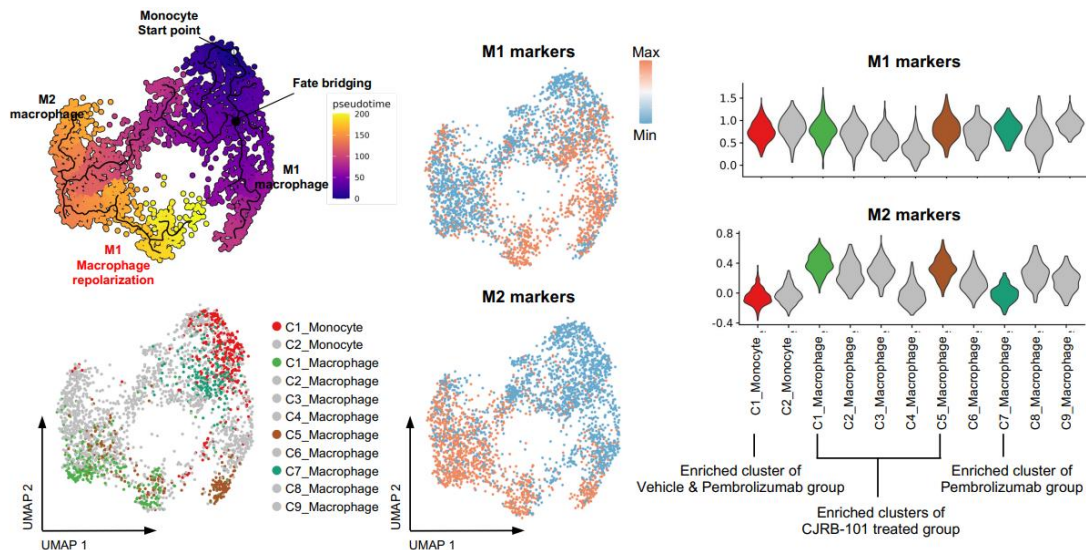 Monocyte
Start point
Fate bridging
M2
macrophage
pseudotime
200
150
100
50
0
M1
macrophage
M1
Macrophage
repolarization
M1 markers
Max
Min
M1 markers
1.5
1.0
0.5
0.0
M2 markers
0.8
0.4
0.0
-0.4
C1_Monocyte
C2_Monocyte
C1_Macrophage
C2_Macrophage
C3_Macrophage
C4_Macrophage
C5_Macrophage
C6_Macrophage
C7_Macrophage
C8_Macrophage
C9_Macrophage
Enriched cluster of
Vehicle & Pembrolizumab group
Enriched clusters of
CJRB-101 treated group
Enriched cluster of
Pembrolizumab group
C1_Monocyte
C2_Monocyte
C1_Macrophage
C2_Macrophage
C3_Macrophage
C4_Macrophage
C5_Macrophage
C6_Macrophage
C7_Macrophage
C8_Macrophage
C9_Macrophage
UMAP 2
UMAP 1
M2 markers
UMAP 2
UMAP 1